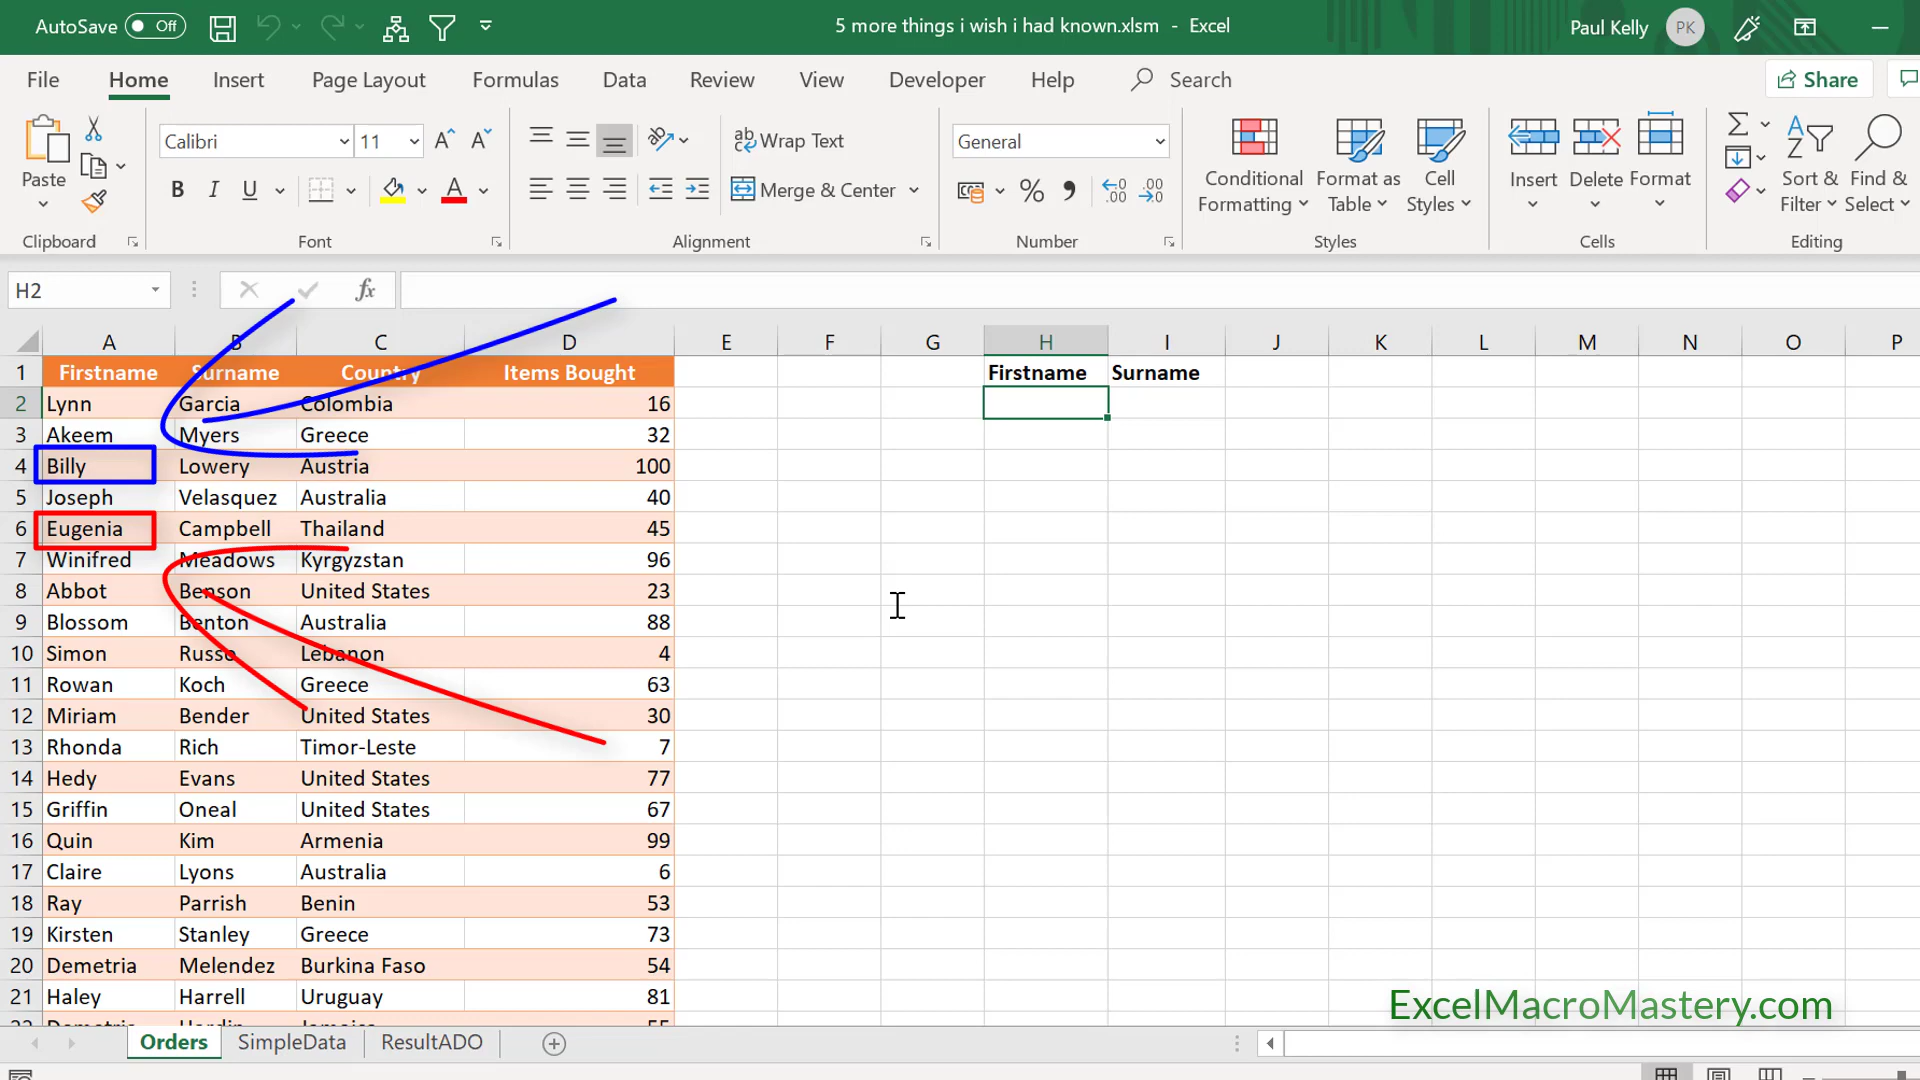 AutoSave Off
5 more things i wish i had known.xlsm - Excel
Paul Kelly PK
File Home Insert Page Layout Formulas Data Review View Developer Help Search Share
Paste
Calibri 11
Wrap Text
General
B I U A
Merge & Center
Conditional Formatting
Format as Table
Cell Styles
Insert Delete Format
Sort & Filter
Find & Select
Clipboard Font Alignment Number Styles Cells Editing
H2 fx
A B C D E F G H I J K L M N O P
1 Firstname Surname Country Items Bought Firstname Surname
2 Lynn Garcia Colombia 16
3 Akeem Myers Greece 32
4 Billy Lowery Austria 100
5 Joseph Velasquez Australia 40
6 Eugenia Campbell Thailand 45
7 Winifred Meadows Kyrgyzstan 96
8 Abbot Benson United States 23
9 Blossom Benton Australia 88
10 Simon Russo Lebanon 4
11 Rowan Koch Greece 63
12 Miriam Bender United States 30
13 Rhonda Rich Timor-Leste 7
14 Hedy Evans United States 77
15 Griffin Oneal United States 67
16 Quin Kim Armenia 99
17 Claire Lyons Australia 6
18 Ray Parrish Benin 53
19 Kirsten Stanley Greece 73
20 Demetria Melendez Burkina Faso 54
21 Haley Harrell Uruguay 81
ExcelMacroMastery.com
Orders SimpleData ResultADO